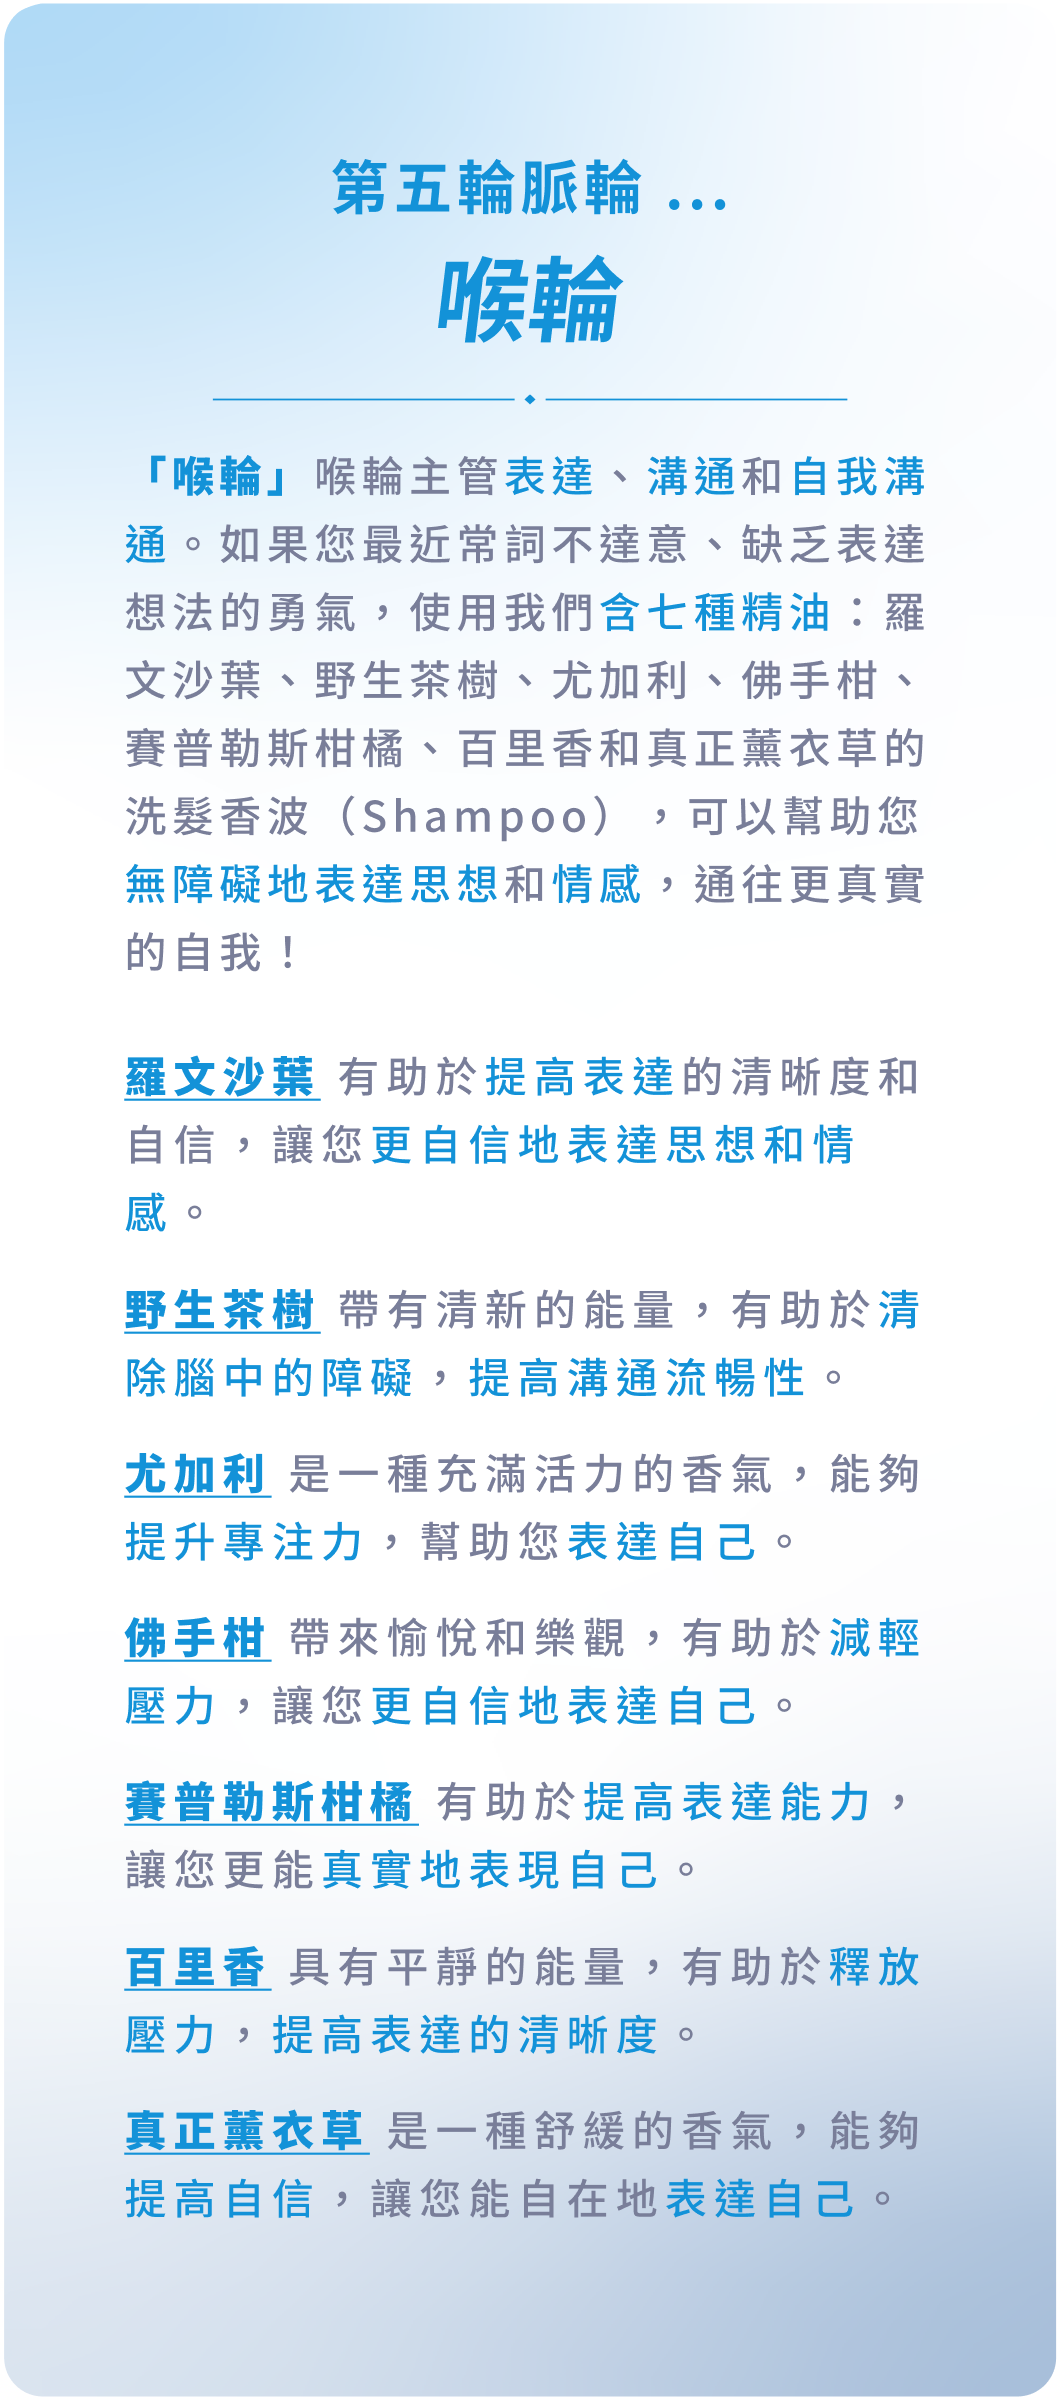 第五輪脈輪 ...
喉輪
「喉輪」喉輪主管表達、溝通和自我溝
通。如果您最近常詞不達意、缺乏表達
想法的勇氣，使用我們含七種精油：羅
文沙葉、野生茶樹、尤加利、佛手柑、
賽普勒斯柑橘、百里香和真正薰衣草的
洗髮香波（Shampoo），可以幫助您
無障礙地表達思想和情感，通往更真實
的自我！
羅文沙葉 有助於提高表達的清晰度和
自信，讓您更自信地表達思想和情
感。
野生茶樹 帶有清新的能量，有助於清
除腦中的障礙，提高溝通流暢性。
尤加利 是一種充滿活力的香氣，能夠
提升專注力，幫助您表達自己。
佛手柑 帶來愉悅和樂觀，有助於減輕
壓力，讓您更自信地表達自己。
賽普勒斯柑橘 有助於提高表達能力，
讓您更能真實地表現自己。
百里香 具有平靜的能量，有助於釋放
壓力，提高表達的清晰度。
真正薰衣草 是一種舒緩的香氣，能夠
提高自信，讓您能自在地表達自己。